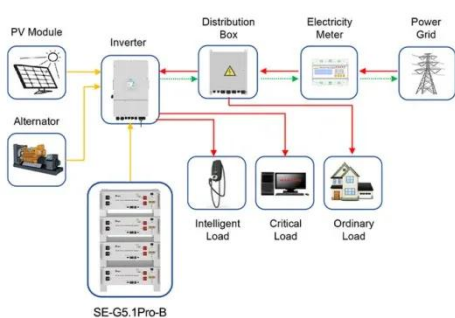 PV Module
Inverter
Distribution
Box
Electricity
Meter
Power
Grid
Alternator
Intelligent
Load
Critical
Load
Ordinary
Load
SE-G5.1Pro-B